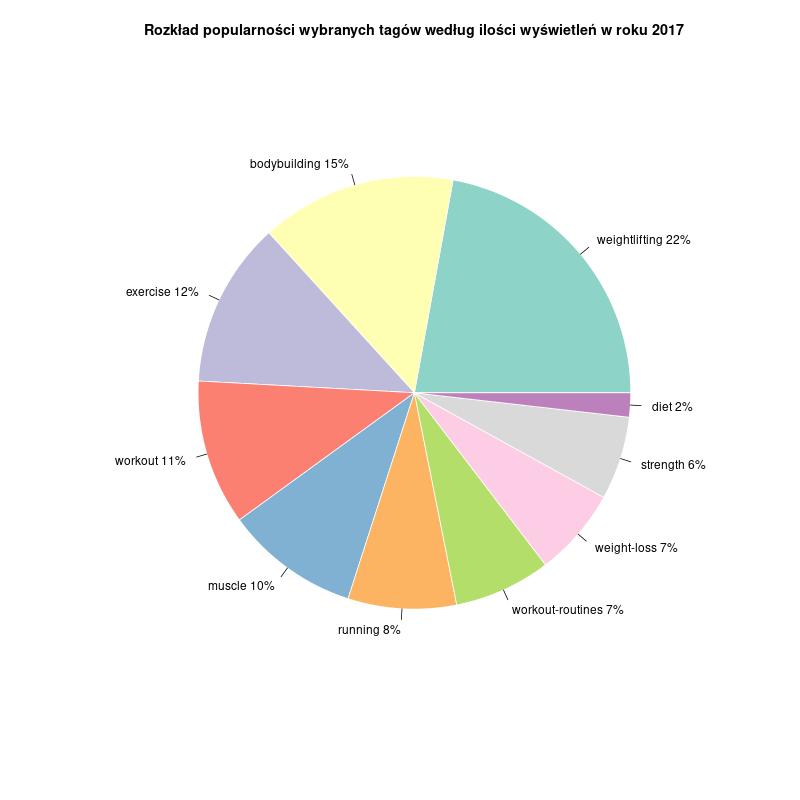 Rozkład popularności wybranych tagów według ilości wyświetleń w roku 2017
bodybuilding 15%
weightlifting 22%
exercise 12%
diet 2%
workout 11%
strength 6%
weight-loss 7%
muscle 10%
workout-routines 7%
running 8%